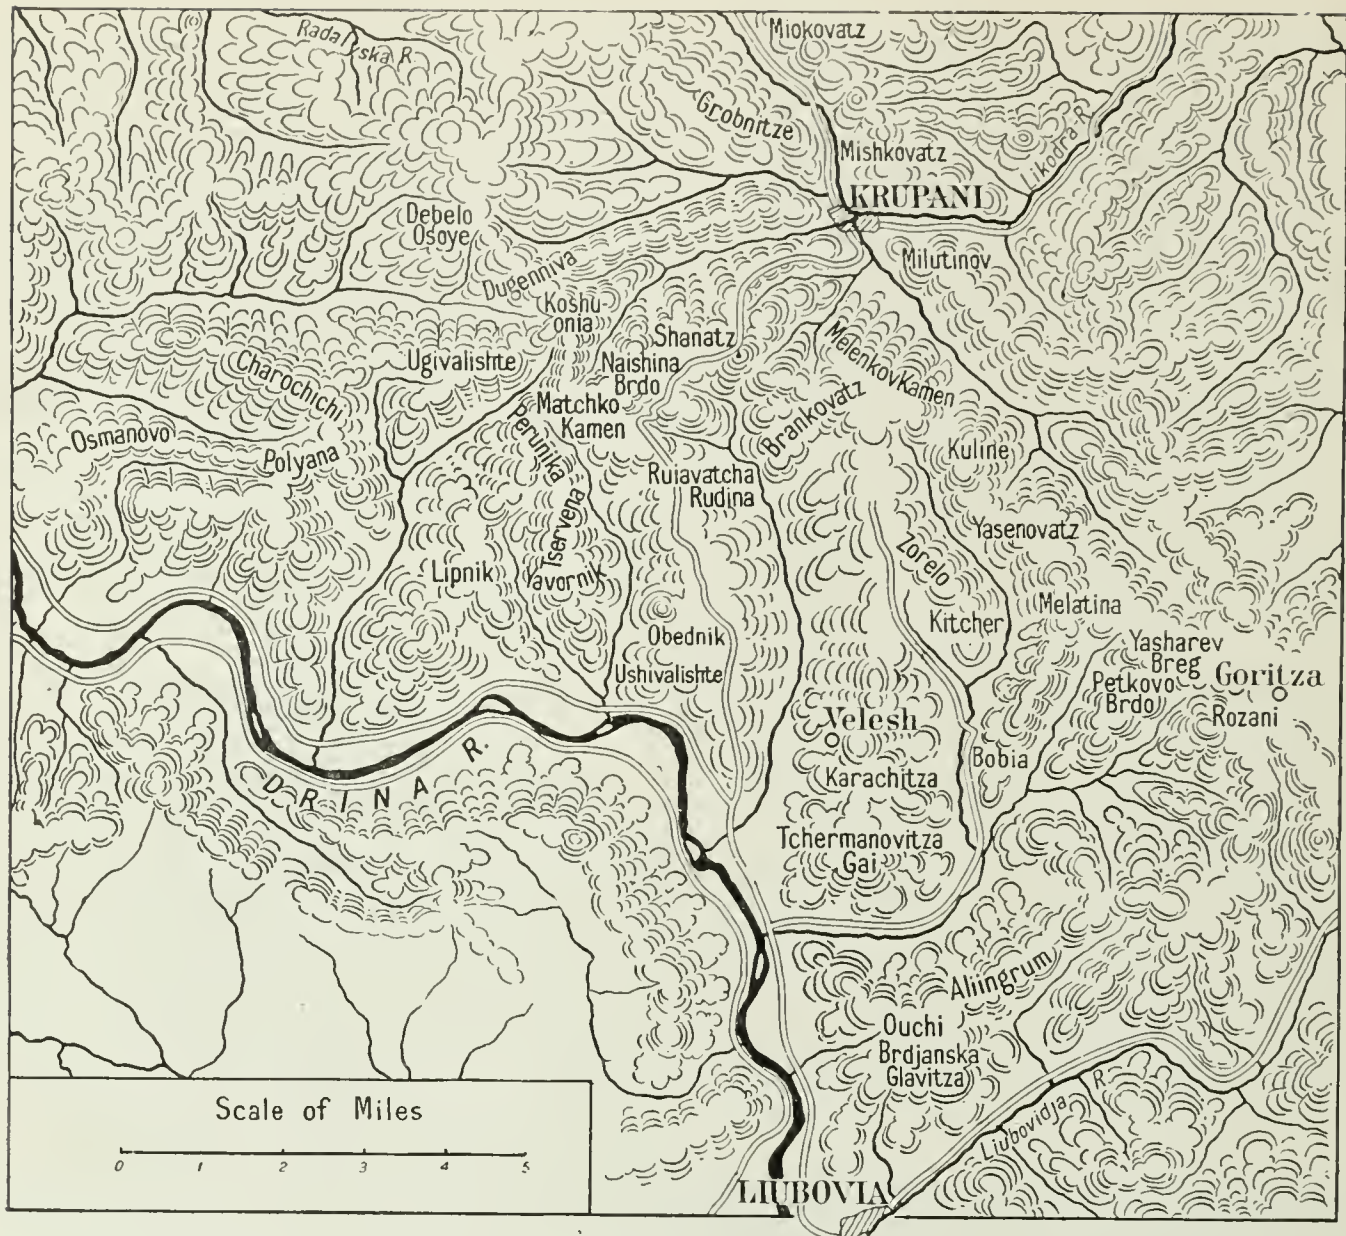 Miokovatz
Radalyska R.
Grobnitze
Ikodra R.
Mishkovatz
KRUPANI
Debelo
Osoye
Milutinov
Dugenniva
Koshu
onia
Shanatz
Melenkov Kamen
Naishina
Brdo
Ugivalishte
Charochichi
Matchko
Kamen
Perunika
Brankovatz
Osmanovo
Polyana
Kuline
Ruiavatcha
Rudina
Tservena
Yasenovatz
Zorelo
Lipnik
Yavornik
Melatina
Kitcher
Obednik
Yasharev
Breg
Ushivalishte
Petkovo
Brdo
Goritza
Rozani
Velesh
DRINA R.
Bobia
Karachitza
Tchermanovitza
Gai
Aliingrum
Ouchi
Brdjanska
Glavitza
Scale of Miles
0 1 2 3 4 5
Liubovidja R.
LIUBOVIA